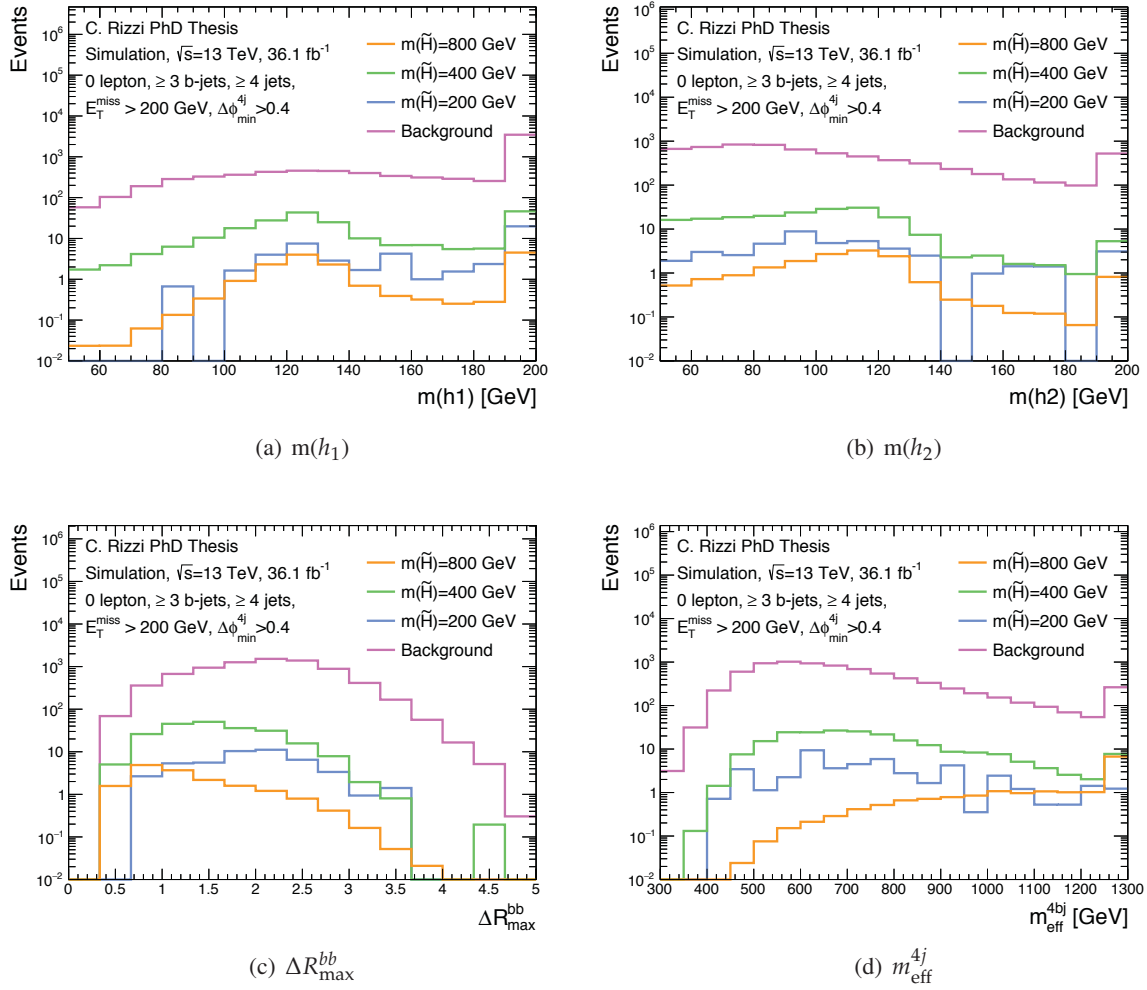 Events
C. Rizzi PhD Thesis
Simulation, √s=13 TeV, 36.1 fb⁻¹
0 lepton, ≥ 3 b-jets, ≥ 4 jets,
E_T^miss > 200 GeV, Δϕ_min^4j >0.4
m(H̃)=800 GeV
m(H̃)=400 GeV
m(H̃)=200 GeV
Background
10⁶
10⁵
10⁴
10³
10²
10
1
10⁻¹
10⁻²
60 80 100 120 140 160 180 200
m(h1) [GeV]
(a) m(h₁)
Events
C. Rizzi PhD Thesis
Simulation, √s=13 TeV, 36.1 fb⁻¹
0 lepton, ≥ 3 b-jets, ≥ 4 jets,
E_T^miss > 200 GeV, Δϕ_min^4j >0.4
m(H̃)=800 GeV
m(H̃)=400 GeV
m(H̃)=200 GeV
Background
10⁶
10⁵
10⁴
10³
10²
10
1
10⁻¹
10⁻²
60 80 100 120 140 160 180 200
m(h2) [GeV]
(b) m(h₂)
Events
C. Rizzi PhD Thesis
Simulation, √s=13 TeV, 36.1 fb⁻¹
0 lepton, ≥ 3 b-jets, ≥ 4 jets,
E_T^miss > 200 GeV, Δϕ_min^4j >0.4
m(H̃)=800 GeV
m(H̃)=400 GeV
m(H̃)=200 GeV
Background
10⁶
10⁵
10⁴
10³
10²
10
1
10⁻¹
10⁻²
0 0.5 1 1.5 2 2.5 3 3.5 4 4.5 5
ΔR_max^bb
(c) ΔR_max^bb
Events
C. Rizzi PhD Thesis
Simulation, √s=13 TeV, 36.1 fb⁻¹
0 lepton, ≥ 3 b-jets, ≥ 4 jets,
E_T^miss > 200 GeV, Δϕ_min^4j >0.4
m(H̃)=800 GeV
m(H̃)=400 GeV
m(H̃)=200 GeV
Background
10⁶
10⁵
10⁴
10³
10²
10
1
10⁻¹
10⁻²
300 400 500 600 700 800 900 1000 1100 1200 1300
m_eff^4bj [GeV]
(d) m_eff^4j